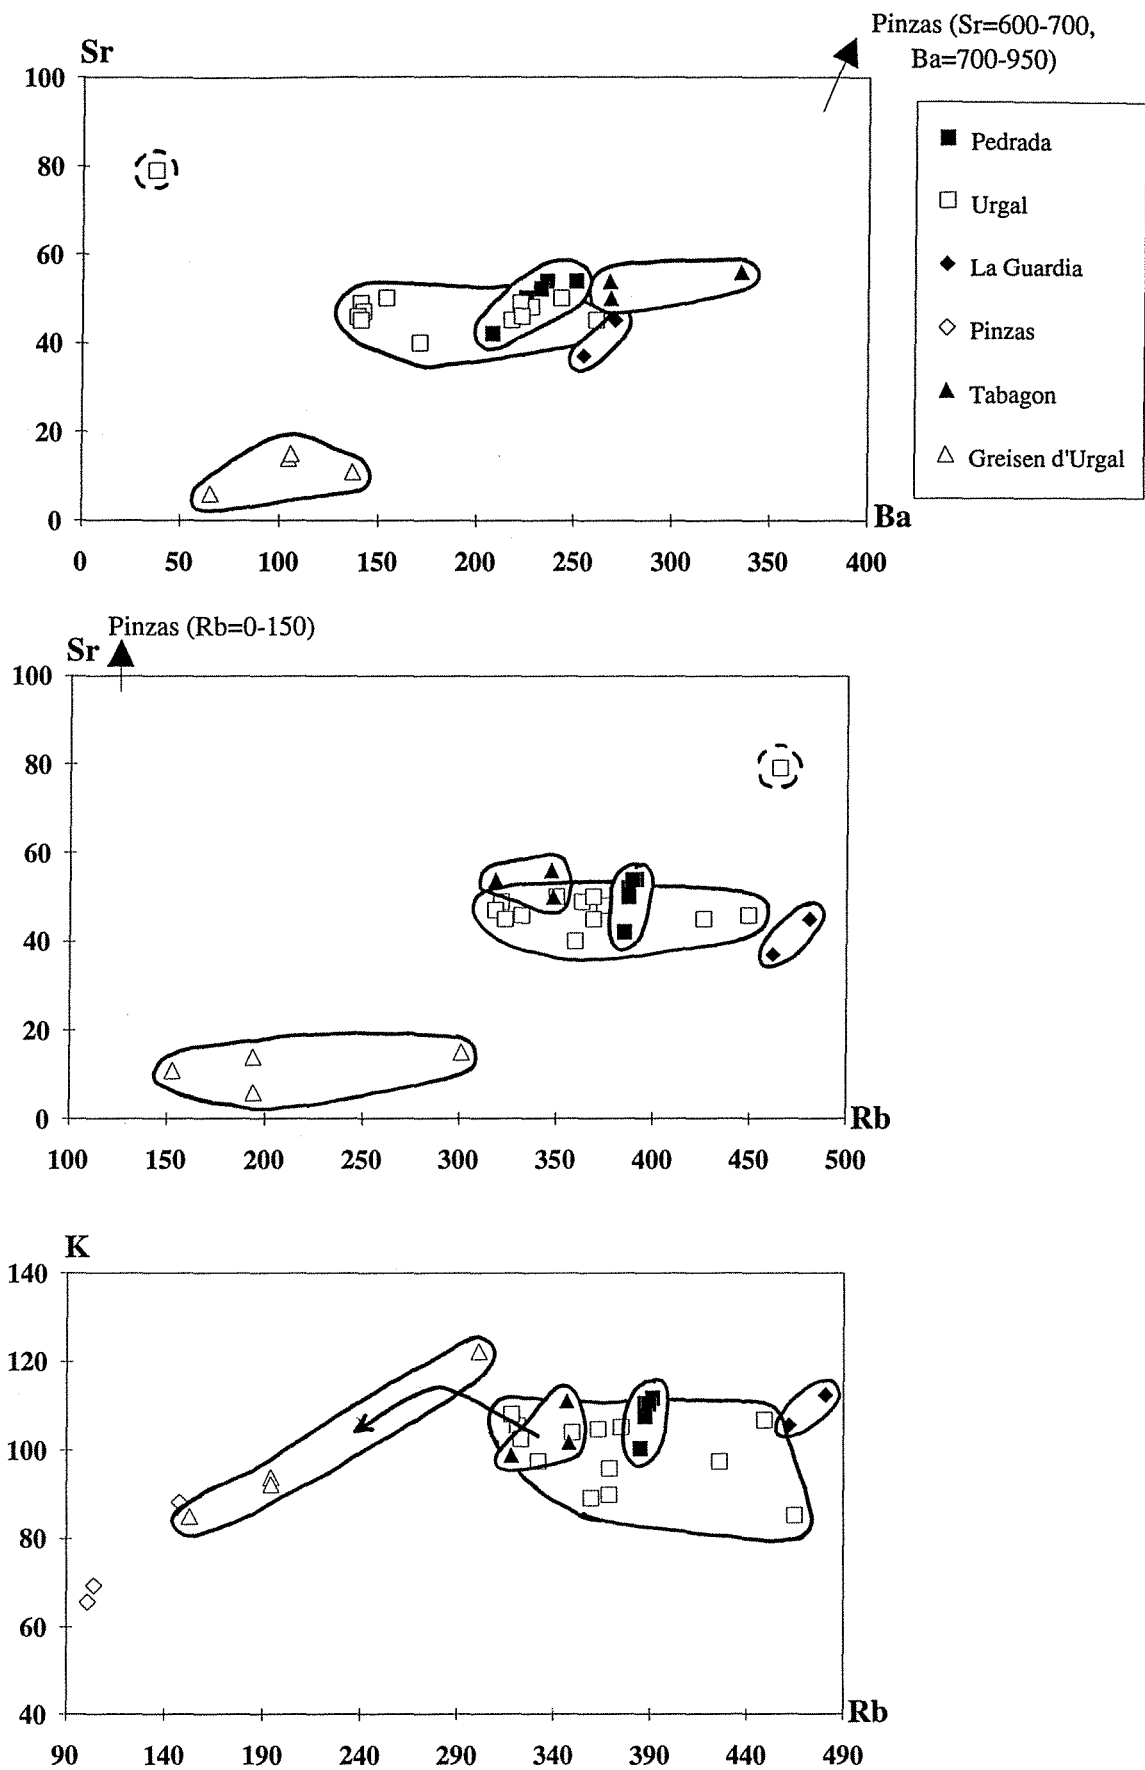 Pinzas (Sr=600-700,
Ba=700-950)
Sr
100
80
60
40
20
0
Ba
0 50 100 150 200 250 300 350 400
Pedrada
Urgal
La Guardia
Pinzas
Tabagon
Greisen d'Urgal
Pinzas (Rb=0-150)
Sr
100
80
60
40
20
0
Rb
100 150 200 250 300 350 400 450 500
K
140
120
100
80
60
40
Rb
90 140 190 240 290 340 390 440 490